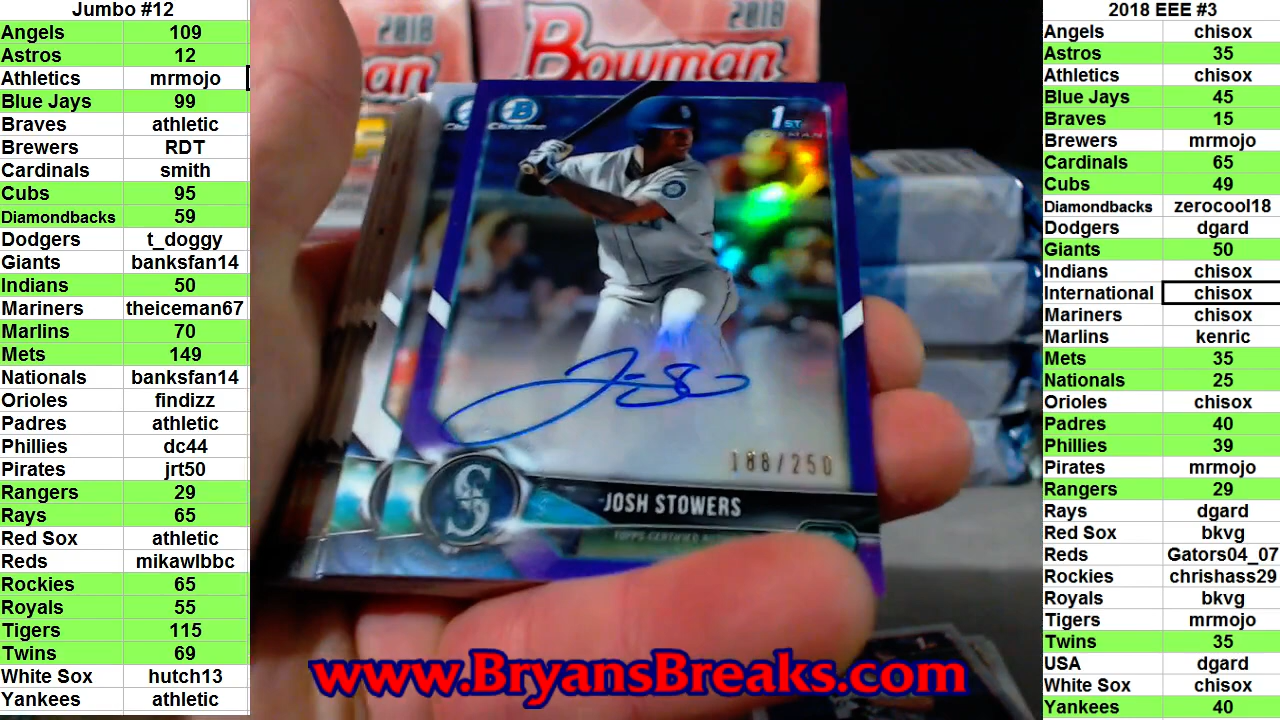 Jumbo #12
Angels 109
Astros 12
Athletics mrmojo
Blue Jays 99
Braves athletic
Brewers RDT
Cardinals smith
Cubs 95
Diamondbacks 59
Dodgers t_doggy
Giants banksfan14
Indians 50
Mariners theiceman67
Marlins 70
Mets 149
Nationals banksfan14
Orioles findizz
Padres athletic
Phillies dc44
Pirates jrt50
Rangers 29
Rays 65
Red Sox athletic
Reds mikawlbbc
Rockies 65
Royals 55
Tigers 115
Twins 69
White Sox hutch13
Yankees athletic
2018
an
2018
Bowman
Ch
B
Chrome
1ST
BOWMAN
S
188/250
JOSH STOWERS
TOPPS CERTIFIED
www.BryansBreaks.com
2018 EEE #3
Angels chisox
Astros 35
Athletics chisox
Blue Jays 45
Braves 15
Brewers mrmojo
Cardinals 65
Cubs 49
Diamondbacks zerocool18
Dodgers dgard
Giants 50
Indians chisox
International chisox
Mariners chisox
Marlins kenric
Mets 35
Nationals 25
Orioles chisox
Padres 40
Phillies 39
Pirates mrmojo
Rangers 29
Rays dgard
Red Sox bkvg
Reds Gators04_07
Rockies chrishass29
Royals bkvg
Tigers mrmojo
Twins 35
USA dgard
White Sox chisox
Yankees 40